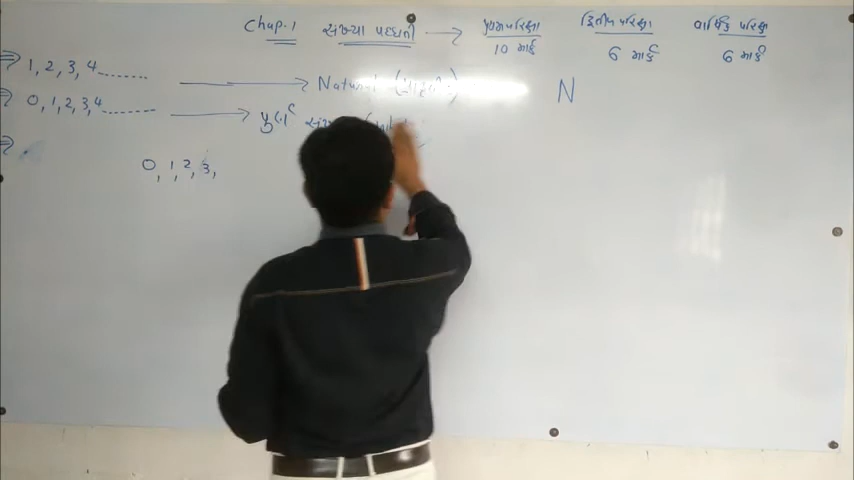 Chap. 1 સંખ્યા પદ્ધતી → પ્રથમ પરિક્ષા દ્વિતીય પરિક્ષા વાર્ષિક પરિક્ષા
10 માર્ક 6 માર્ક 6 માર્ક
⇒ 1, 2, 3, 4....... → Natural N
⇒ 0, 1, 2, 3, 4........ → પુર્ણ
⇒ 0, 1, 2, 3,